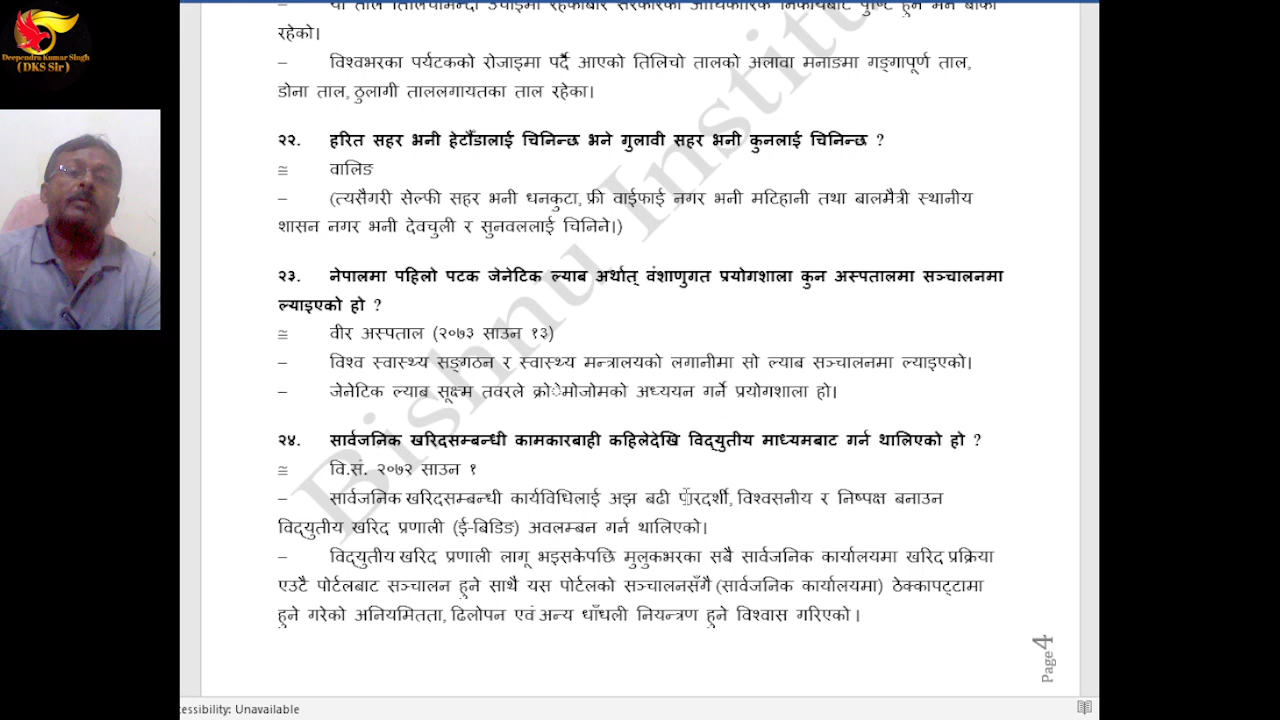 Deependra Kumar Singh
( DKS Sir )
रहेको।
– विश्वभरका पर्यटकको रोजाइमा पर्दै आएको तिलिचो तालको अलावा मनाङमा गङ्गापूर्ण ताल,
डोना ताल, ठुलागी ताललगायतका ताल रहेका।
२२. हरित सहर भनी हेटौँडालाई चिनिन्छ भने गुलावी सहर भनी कुनलाई चिनिन्छ ?
≅ वालिङ
– (त्यसैगरी सेल्फी सहर भनी धनकुटा, फ्री वाईफाई नगर भनी मटिहानी तथा बालमैत्री स्थानीय
शासन नगर भनी देवचुली र सुनवललाई चिनिने।)
२३. नेपालमा पहिलो पटक जेनेटिक ल्याब अर्थात् वंशाणुगत प्रयोगशाला कुन अस्पतालमा सञ्चालनमा
ल्याइएको हो ?
≅ वीर अस्पताल (२०७३ साउन १३)
– विश्व स्वास्थ्य सङ्गठन र स्वास्थ्य मन्त्रालयको लगानीमा सो ल्याब सञ्चालनमा ल्याइएको।
– जेनेटिक ल्याब सूक्ष्म तवरले क्रोेमोजोमको अध्ययन गर्ने प्रयोगशाला हो।
२४. सार्वजनिक खरिदसम्बन्धी कामकारबाही कहिलेदेखि विद्युतीय माध्यमबाट गर्न थालिएको हो ?
≅ वि.सं. २०७२ साउन १
– सार्वजनिक खरिदसम्बन्धी कार्यविधिलाई अझ बढी पारदर्शी, विश्वसनीय र निष्पक्ष बनाउन
विद्युतीय खरिद प्रणाली (ई-बिडिङ) अवलम्बन गर्न थालिएको।
– विद्युतीय खरिद प्रणाली लागू भइसकेपछि मुलुकभरका सबै सार्वजनिक कार्यालयमा खरिद प्रक्रिया
एउटै पोर्टलबाट सञ्चालन हुने साथै यस पोर्टलको सञ्चालनसँगै (सार्वजनिक कार्यालयमा) ठेक्कापट्टामा
हुने गरेको अनियमितता, ढिलोपन एवं अन्य धाँधली नियन्त्रण हुने विश्वास गरिएको ।
Bishnu Institu
Page 4
essibility: Unavailable